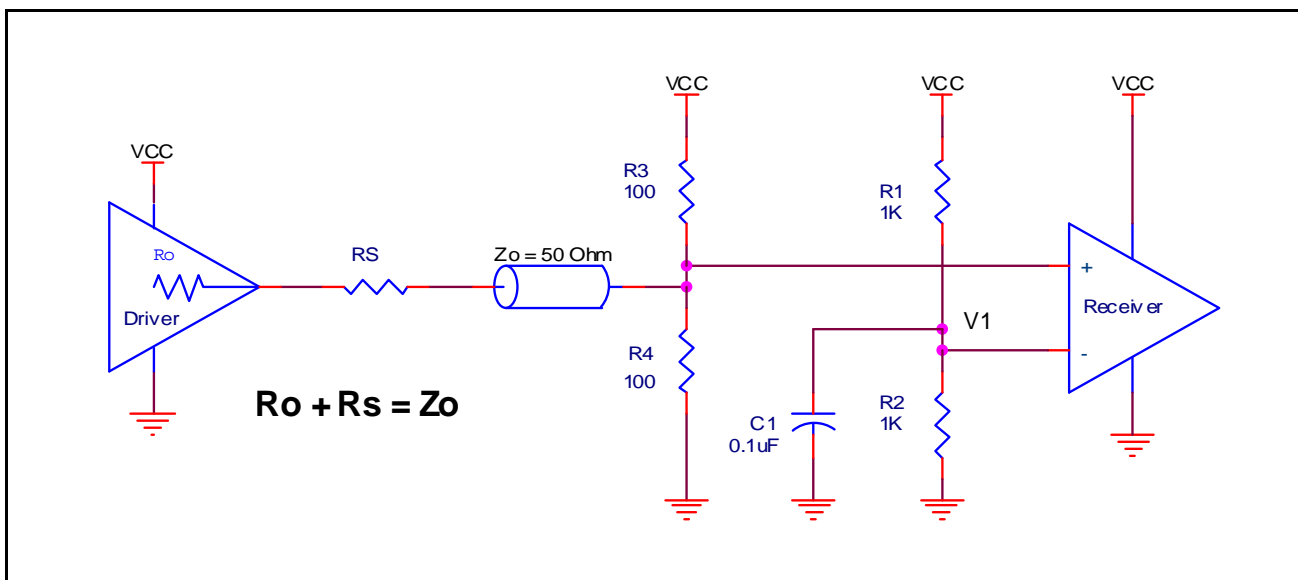 VCC
VCC
VCC
VCC
R3
100
R1
1K
Ro
RS
Zo = 50 Ohm
+
Driver
Receiver
V1
-
R4
100
Ro + Rs = Zo
R2
1K
C1
0.1uF